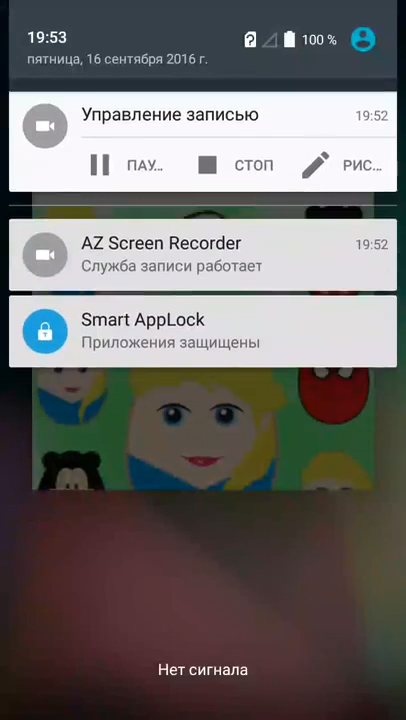 19:53
100 %
пятница, 16 сентября 2016 г.
Управление записью
19:52
ПАУ...
СТОП
РИС...
AZ Screen Recorder
19:52
Служба записи работает
Smart AppLock
Приложения защищены
Нет сигнала